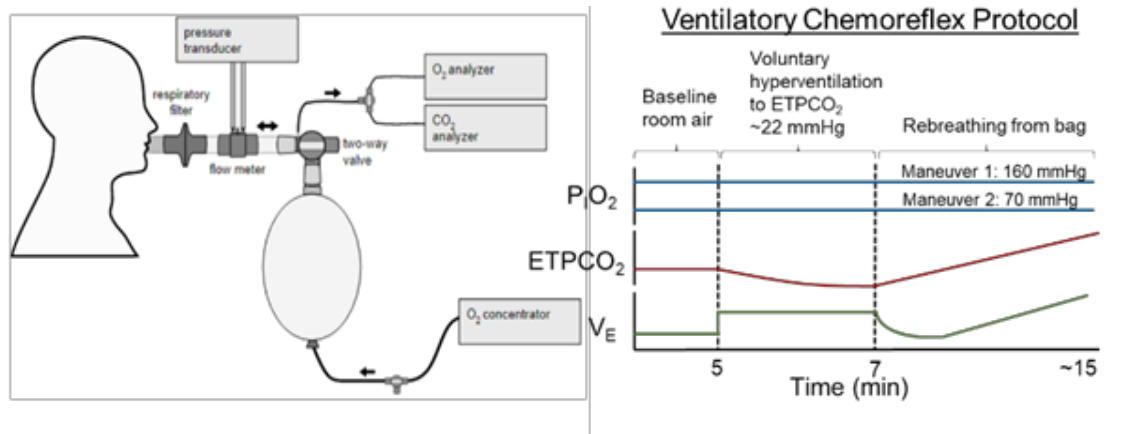 pressure
transducer
respiratory
filter
flow meter
two-way
valve
O2 analyzer
CO2
analyzer
O2 concentrator
Ventilatory Chemoreflex Protocol
Baseline
room air
Voluntary
hyperventilation
to ETPCO2
~22 mmHg
Rebreathing from bag
PIO2
Maneuver 1: 160 mmHg
Maneuver 2: 70 mmHg
ETPCO2
VE
5
7
~15
Time (min)